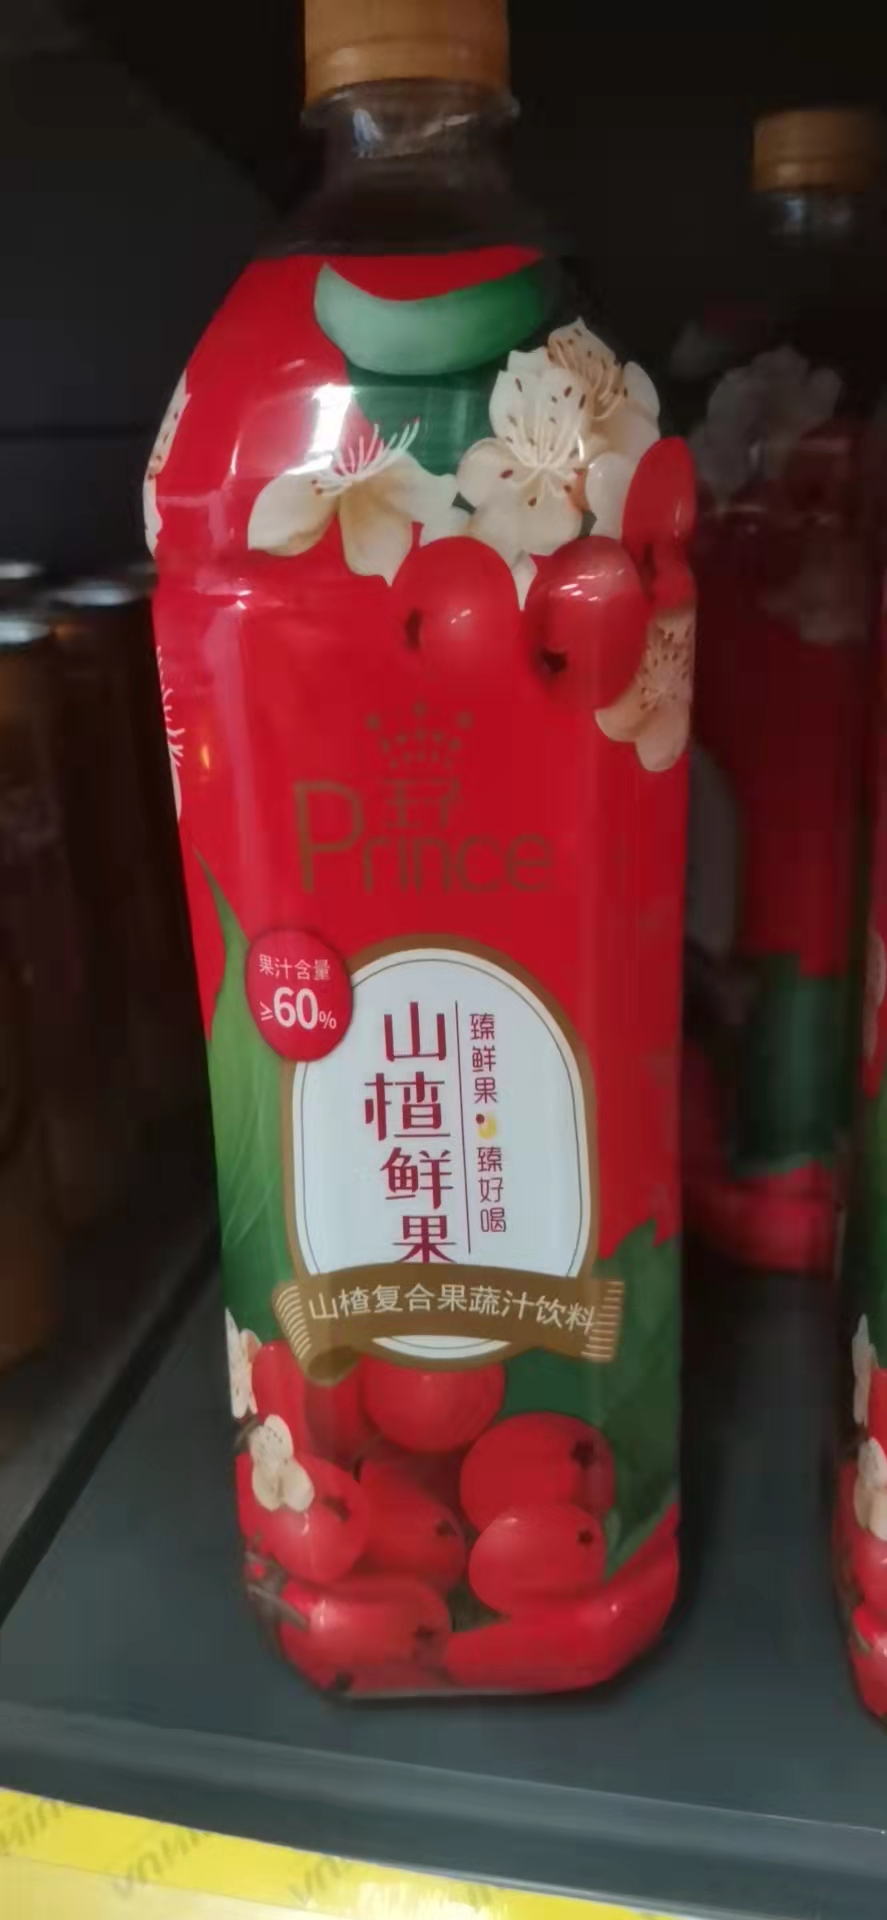 王子
Prince
果汁含量
≥60%
山楂鲜果
臻鲜果·臻好喝
山楂复合果蔬汁饮料